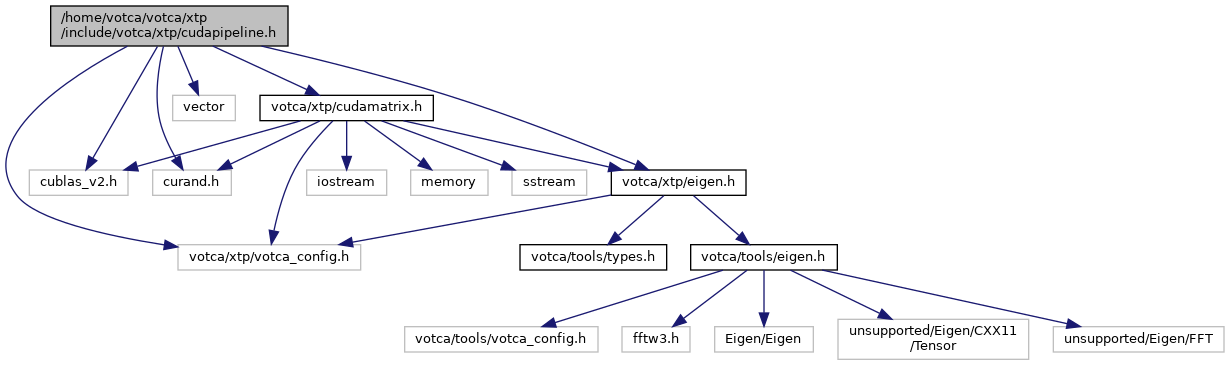 /home/votca/votca/xtp
/include/votca/xtp/cudapipeline.h
vector
votca/xtp/cudamatrix.h
cublas_v2.h
curand.h
iostream
memory
sstream
votca/xtp/eigen.h
votca/xtp/votca_config.h
votca/tools/types.h
votca/tools/eigen.h
votca/tools/votca_config.h
fftw3.h
Eigen/Eigen
unsupported/Eigen/CXX11
/Tensor
unsupported/Eigen/FFT